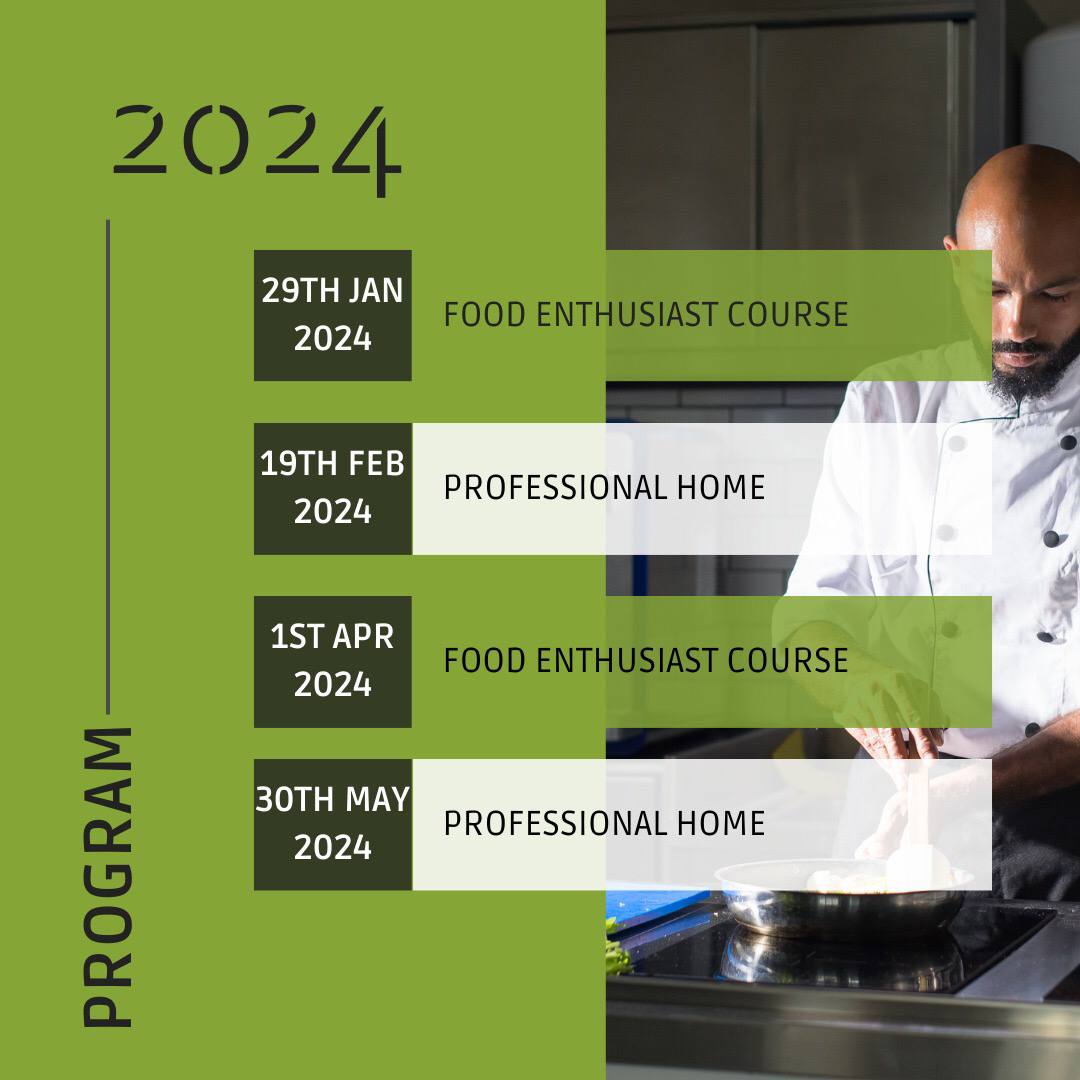 2024
29TH JAN
2024
FOOD ENTHUSIAST COURSE
19TH FEB
2024
PROFESSIONAL HOME
1ST APR
2024
FOOD ENTHUSIAST COURSE
30TH MAY
2024
PROFESSIONAL HOME
PROGRAM